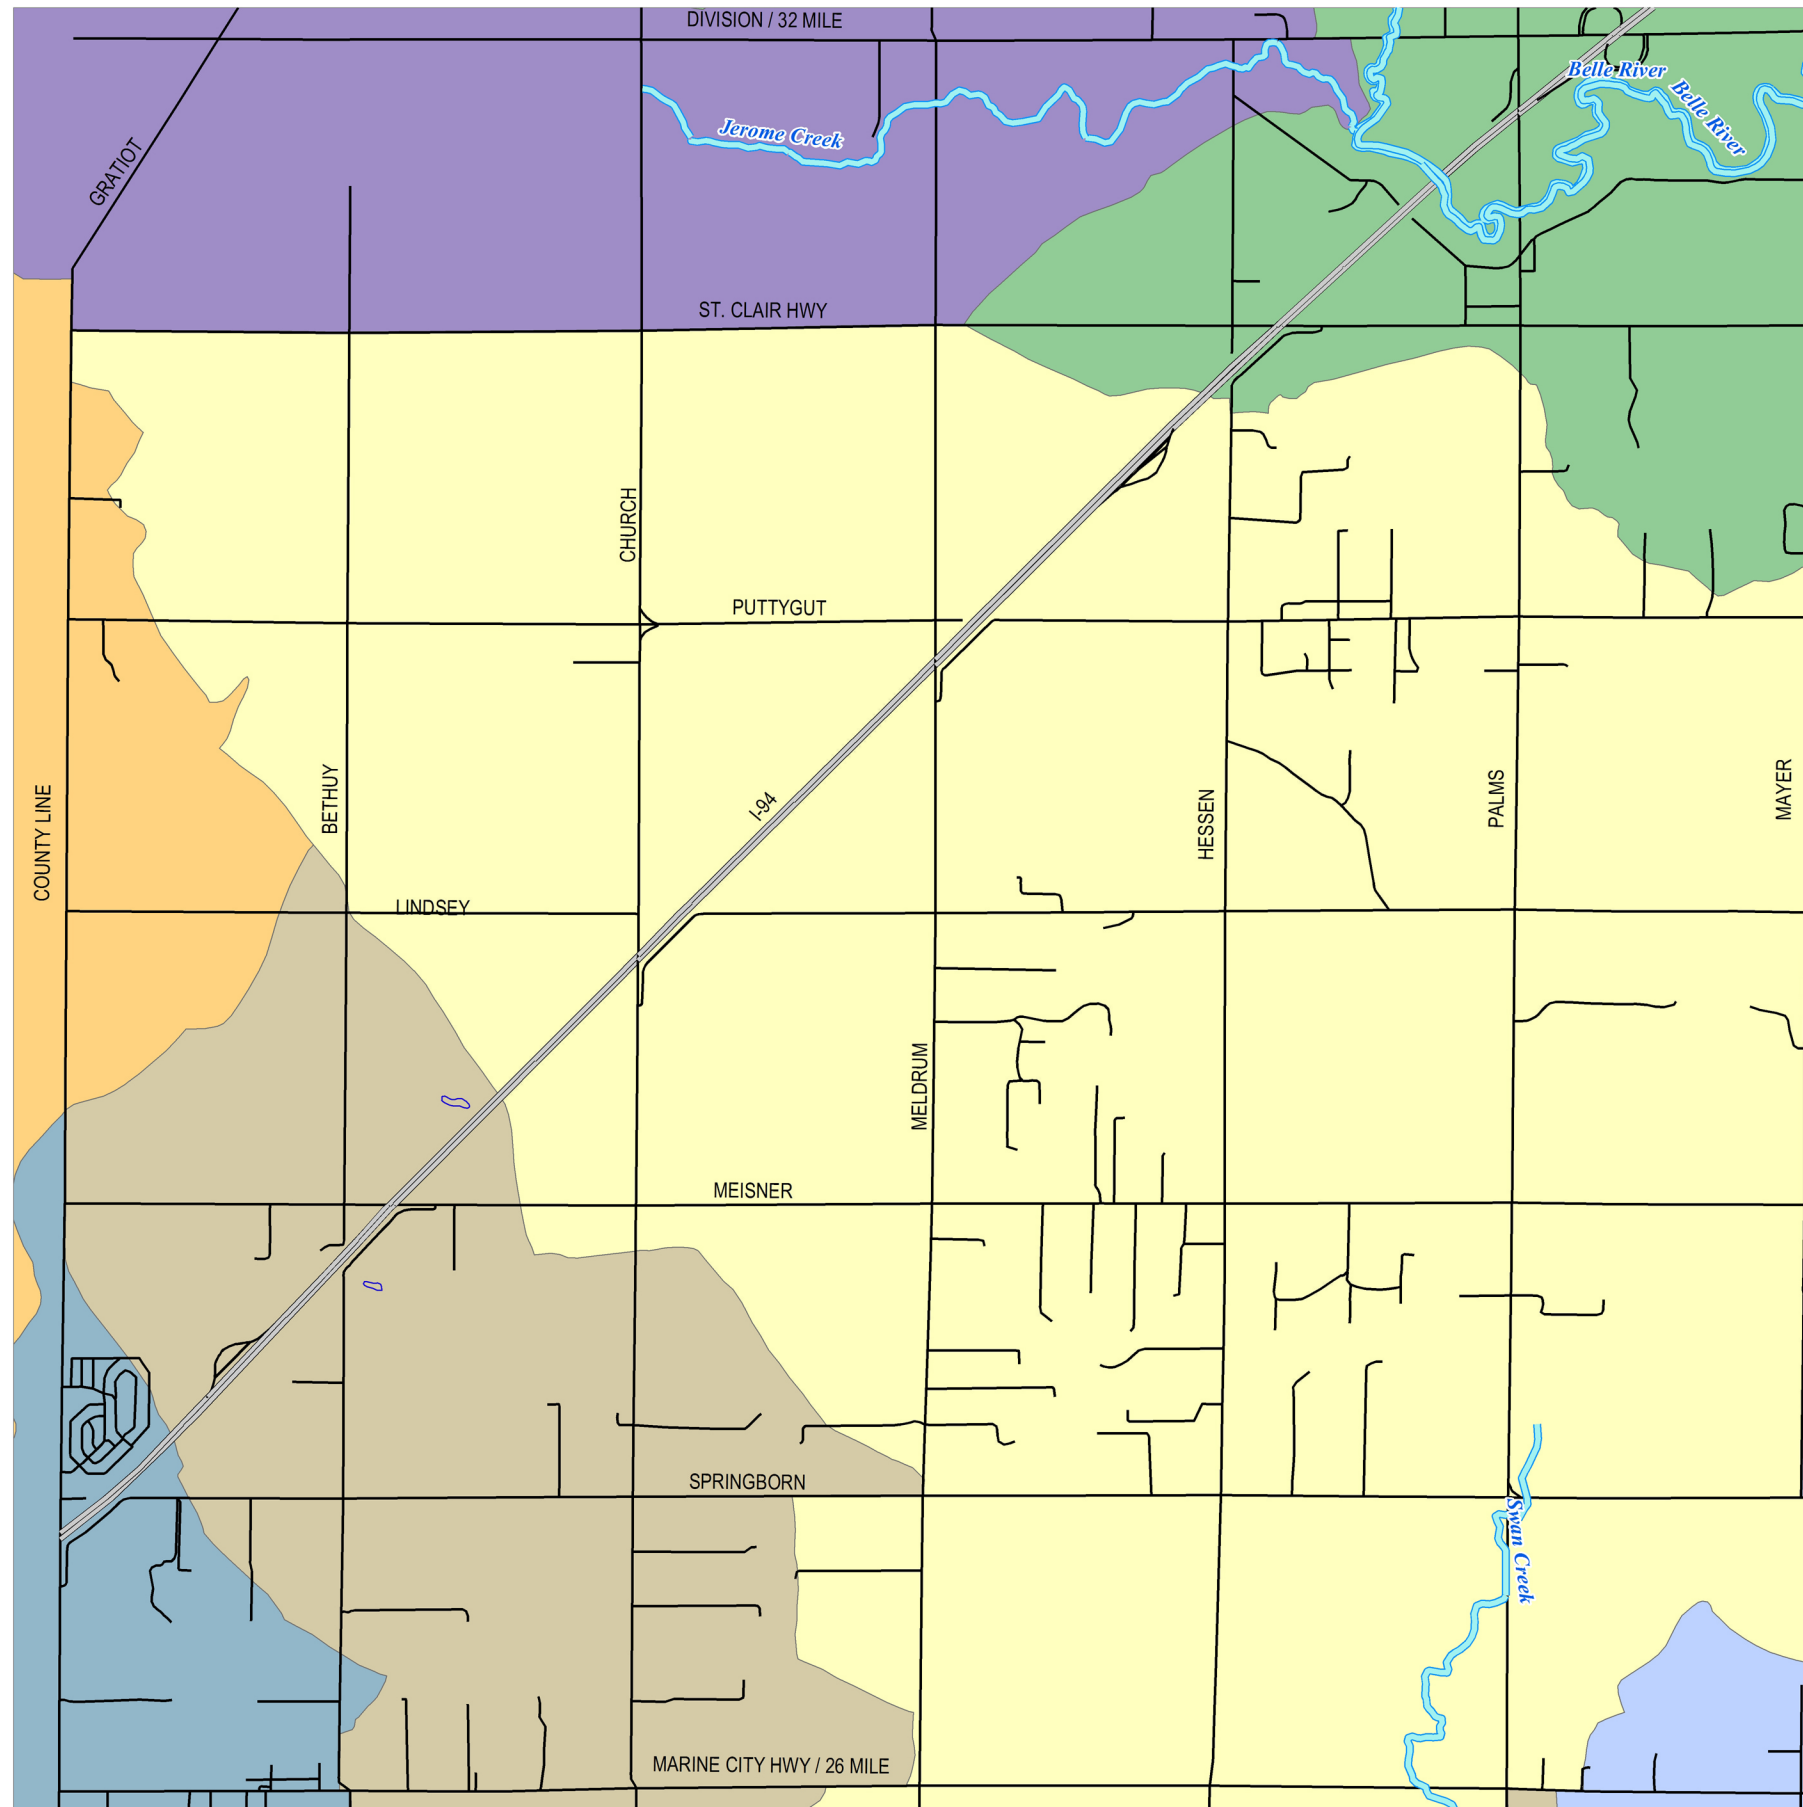 DIVISION / 32 MILE
Belle River
Belle River
Jerome Creek
GRATIOT
ST. CLAIR HWY
CHURCH
PUTTYGUT
COUNTY LINE
BETHUY
I-94
HESSEN
PALMS
MAYER
LINDSEY
MELDRUM
MEISNER
SPRINGBORN
Swan Creek
MARINE CITY HWY / 26 MILE